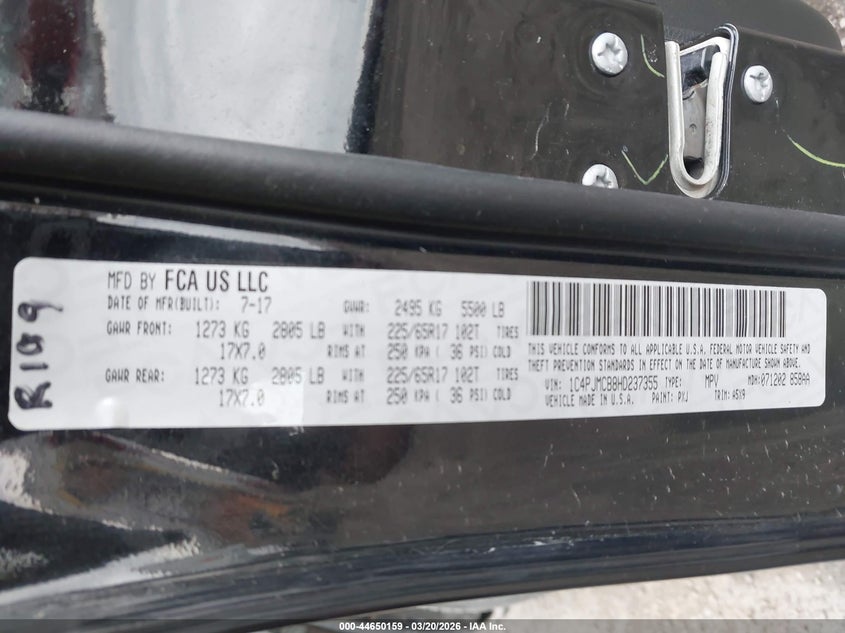 R199
MFD BY FCA US LLC
DATE OF MFR(BUILT): 7-17 GVWR: 2495 KG 5500 LB
GAWR FRONT: 1273 KG 2805 LB WITH 225/65R17 102T TIRES
17X7.0 RIMS AT 250 KPA ( 36 PSI) COLD
GAWR REAR: 1273 KG 2805 LB WITH 225/65R17 102T TIRES
17X7.0 RIMS AT 250 KPA ( 36 PSI) COLD
THIS VEHICLE CONFORMS TO ALL APPLICABLE U.S.A. FEDERAL MOTOR VEHICLE SAFETY AND
THEFT PREVENTION STANDARDS IN EFFECT ON THE DATE OF MANUFACTURE SHOWN ABOVE.
VIN: 1C4PJMCB8HD237355 TYPE: MPV MDH: 071202 858AA
VEHICLE MADE IN U.S.A. PAINT: PXJ TRIM: A5X9
000-44650159 — 03/20/2026 — IAA Inc.